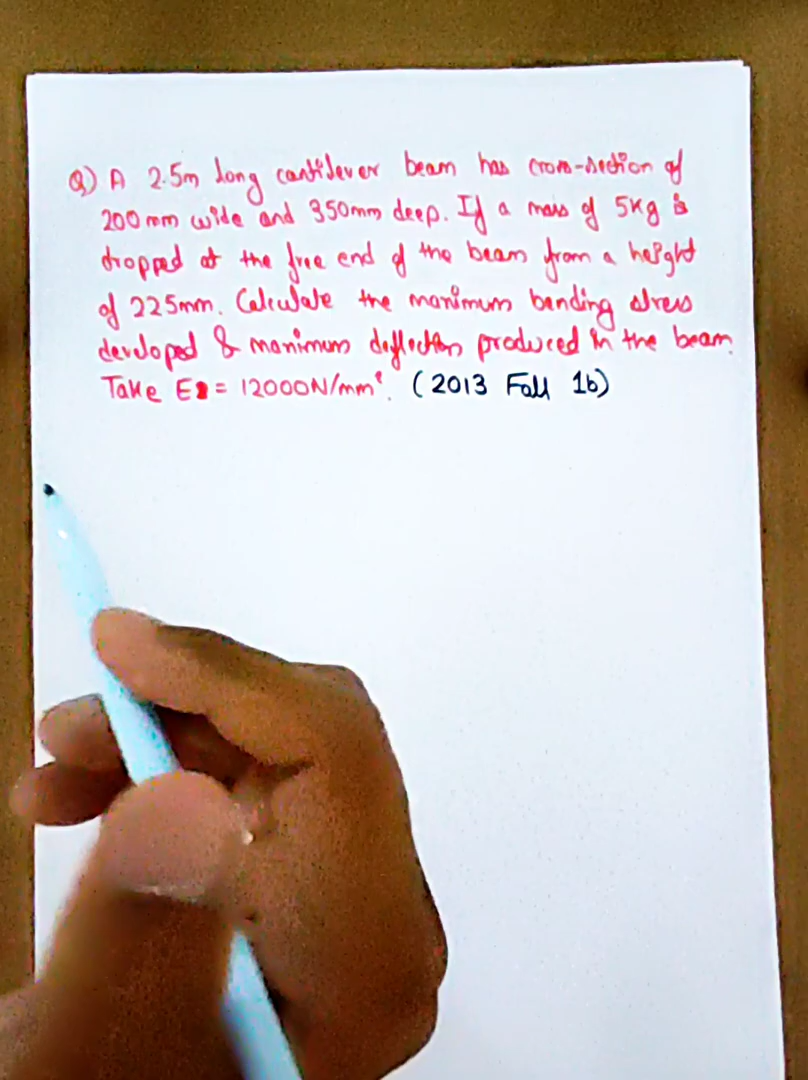 Q) A 2.5m long cantilever beam has cross-section of
200 mm wide and 350mm deep. If a mass of 5Kg is
dropped at the free end of the beam from a height
of 225mm. Calculate the maximum bending stress
developed & maximum deflection produced in the beam.
Take E = 12000N/mm². (2013 Fall 1b)